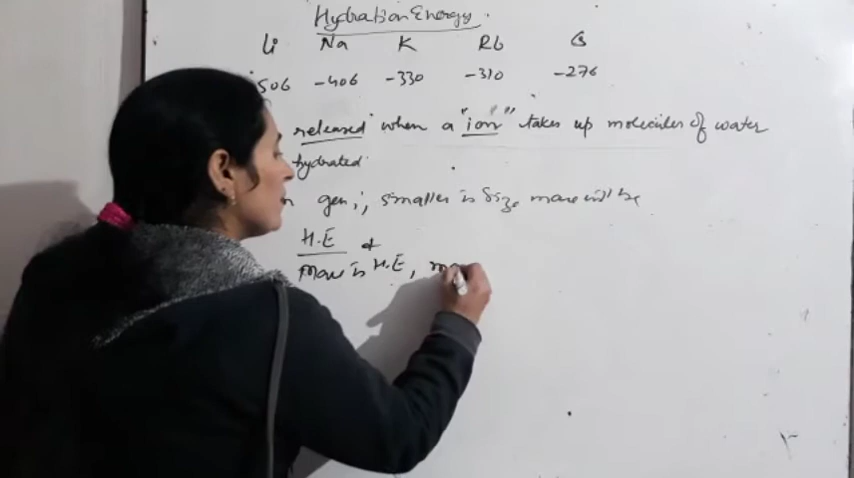 Hydration Energy.
Li Na K Rb Cs
506 -406 -330 -310 -276
released when a "ion" takes up molecules of water
hydrated
gen; smaller is size more will be
H.E &
more is H.E,